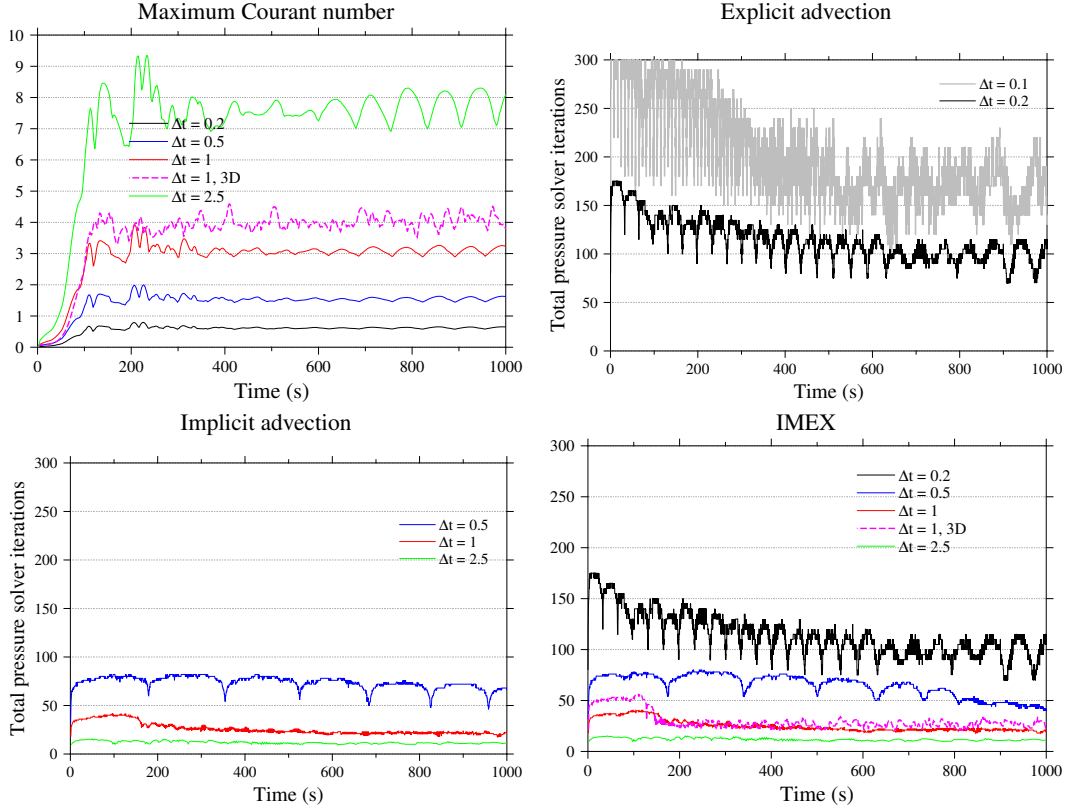 Maximum Courant number
10
9
8
7
6
5
4
3
2
1
0
Δt = 0.2
Δt = 0.5
Δt = 1
Δt = 1, 3D
Δt = 2.5
0 200 400 600 800 1000
Time (s)
Explicit advection
Total pressure solver iterations
300
250
200
150
100
50
0
Δt = 0.1
Δt = 0.2
0 200 400 600 800 1000
Time (s)
Implicit advection
Total pressure solver iterations
300
250
200
150
100
50
0
Δt = 0.5
Δt = 1
Δt = 2.5
0 200 400 600 800 1000
Time (s)
IMEX
300
250
200
150
100
50
0
Δt = 0.2
Δt = 0.5
Δt = 1
Δt = 1, 3D
Δt = 2.5
0 200 400 600 800 1000
Time (s)